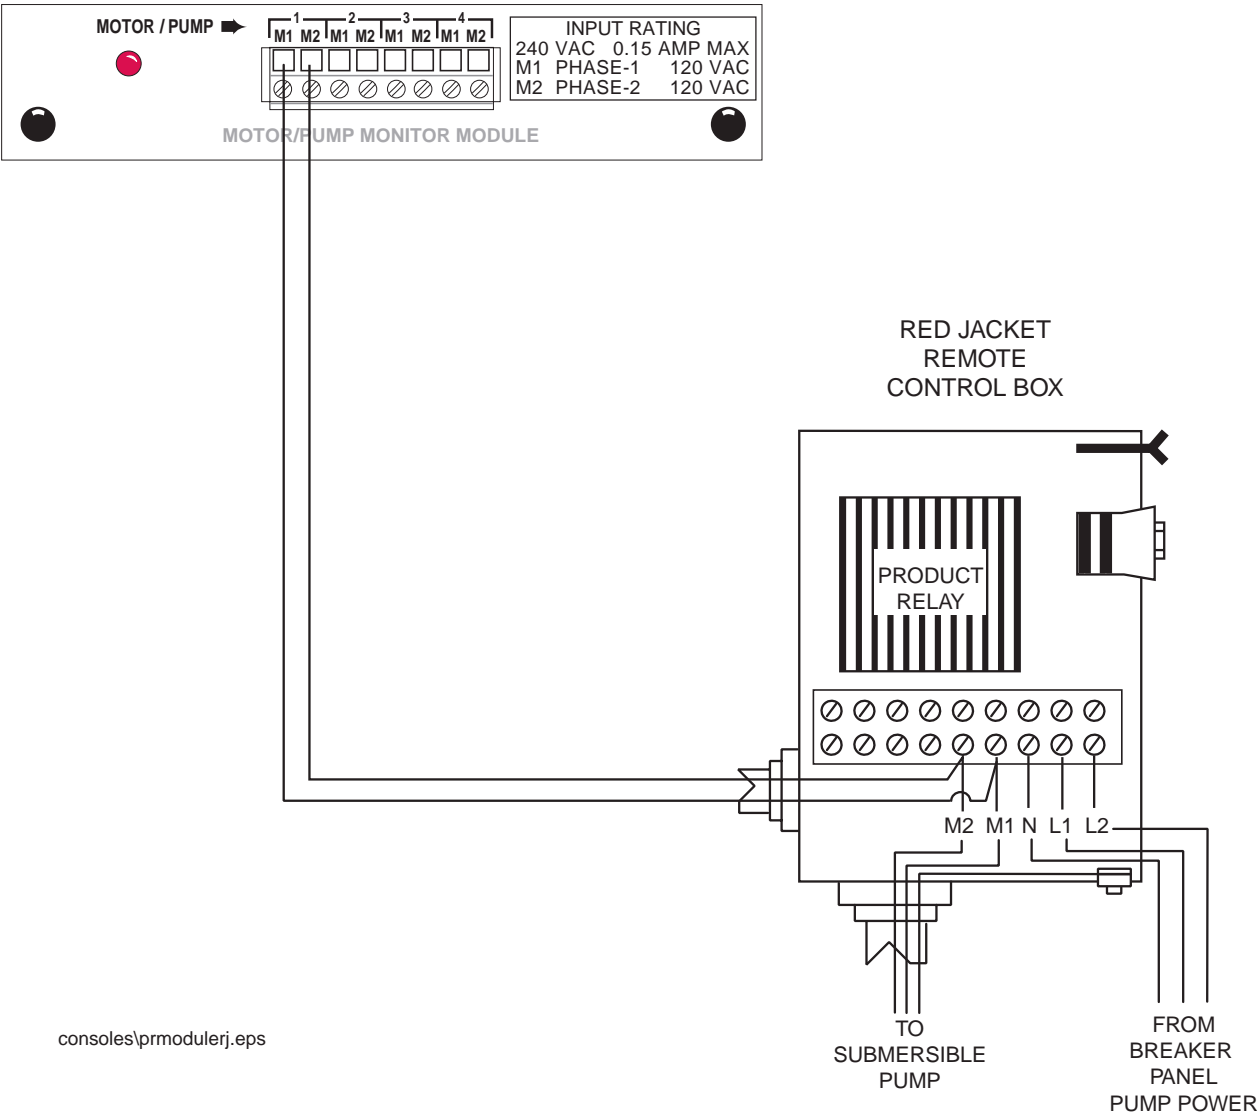 MOTOR / PUMP
1 2 3 4
M1 M2 M1 M2 M1 M2 M1 M2
INPUT RATING
240 VAC 0.15 AMP MAX
M1 PHASE-1 120 VAC
M2 PHASE-2 120 VAC
MOTOR/PUMP MONITOR MODULE
RED JACKET
REMOTE
CONTROL BOX
PRODUCT
RELAY
M2 M1 N L1 L2
TO
SUBMERSIBLE
PUMP
FROM
BREAKER
PANEL
PUMP POWER
consoles\prmodulerj.eps